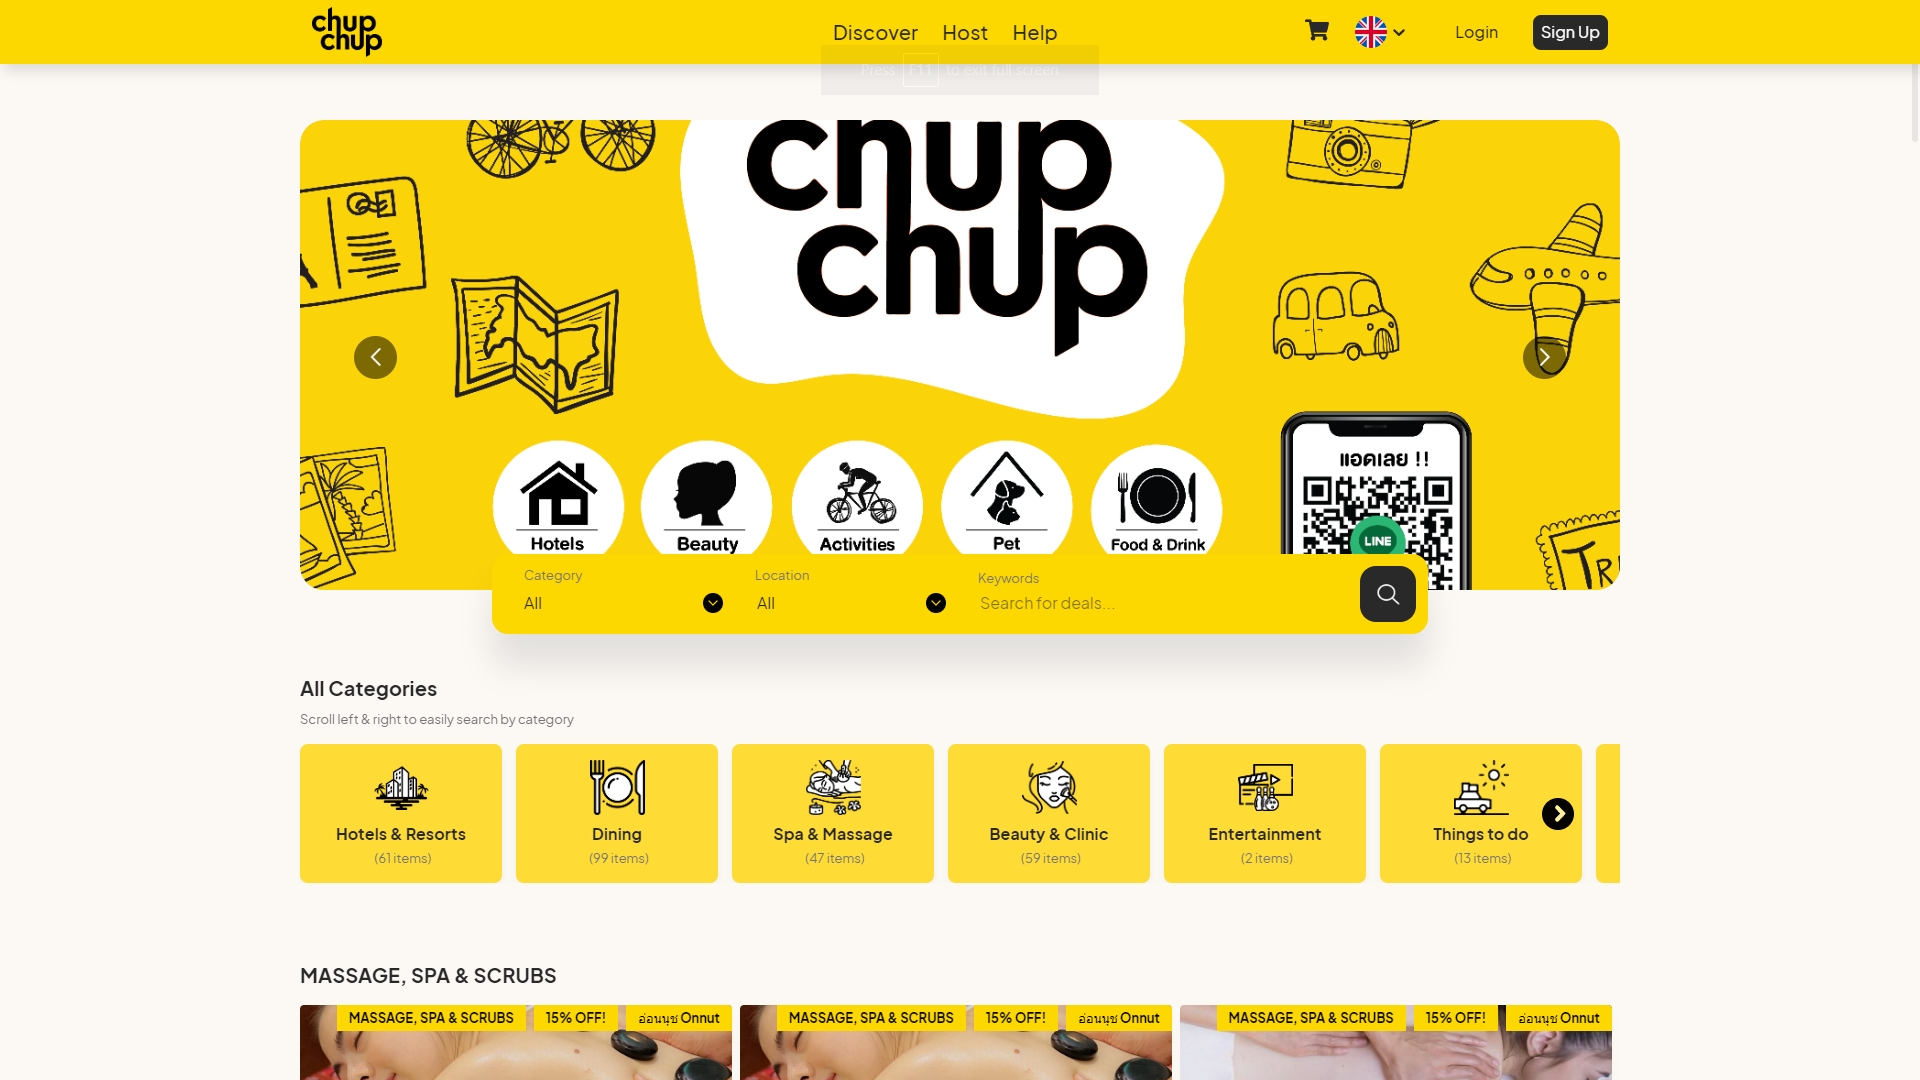 chup
chup
Discover
Host
Help
Login
Sign Up
Press F11 to exit full screen
chup
chup
แอดเลย !!
LINE
Hotels
Beauty
Activities
Pet
Food & Drink
Category
All
Location
All
Keywords
Search for deals...
All Categories
Scroll left & right to easily search by category
Hotels & Resorts
(61 items)
Dining
(99 items)
Spa & Massage
(47 items)
Beauty & Clinic
(59 items)
Entertainment
(2 items)
Things to do
(13 items)
MASSAGE, SPA & SCRUBS
MASSAGE, SPA & SCRUBS
15% OFF!
อ่อนนุช Onnut
MASSAGE, SPA & SCRUBS
15% OFF!
อ่อนนุช Onnut
MASSAGE, SPA & SCRUBS
15% OFF!
อ่อนนุช Onnut